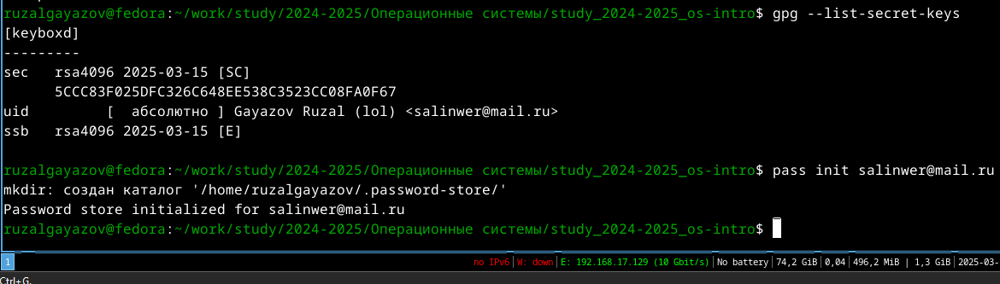 ruzalgayazov@fedora:~/work/study/2024-2025/Операционные системы/study_2024-2025_os-intro$ gpg --list-secret-keys
[keyboxd]
---------
sec   rsa4096 2025-03-15 [SC]
      5CCC83F025DFC326C648EE538C3523CC08FA0F67
uid         [  абсолютно ] Gayazov Ruzal (lol) <salinwer@mail.ru>
ssb   rsa4096 2025-03-15 [E]
ruzalgayazov@fedora:~/work/study/2024-2025/Операционные системы/study_2024-2025_os-intro$ pass init salinwer@mail.ru
mkdir: создан каталог '/home/ruzalgayazov/.password-store/'
Password store initialized for salinwer@mail.ru
ruzalgayazov@fedora:~/work/study/2024-2025/Операционные системы/study_2024-2025_os-intro$
1 no IPv6 | W: down | E: 192.168.17.129 (10 Gbit/s) | No battery | 74,2 GiB | 0,04 | 496,2 MiB | 1,3 GiB | 2025-03-
Ctrl+G.